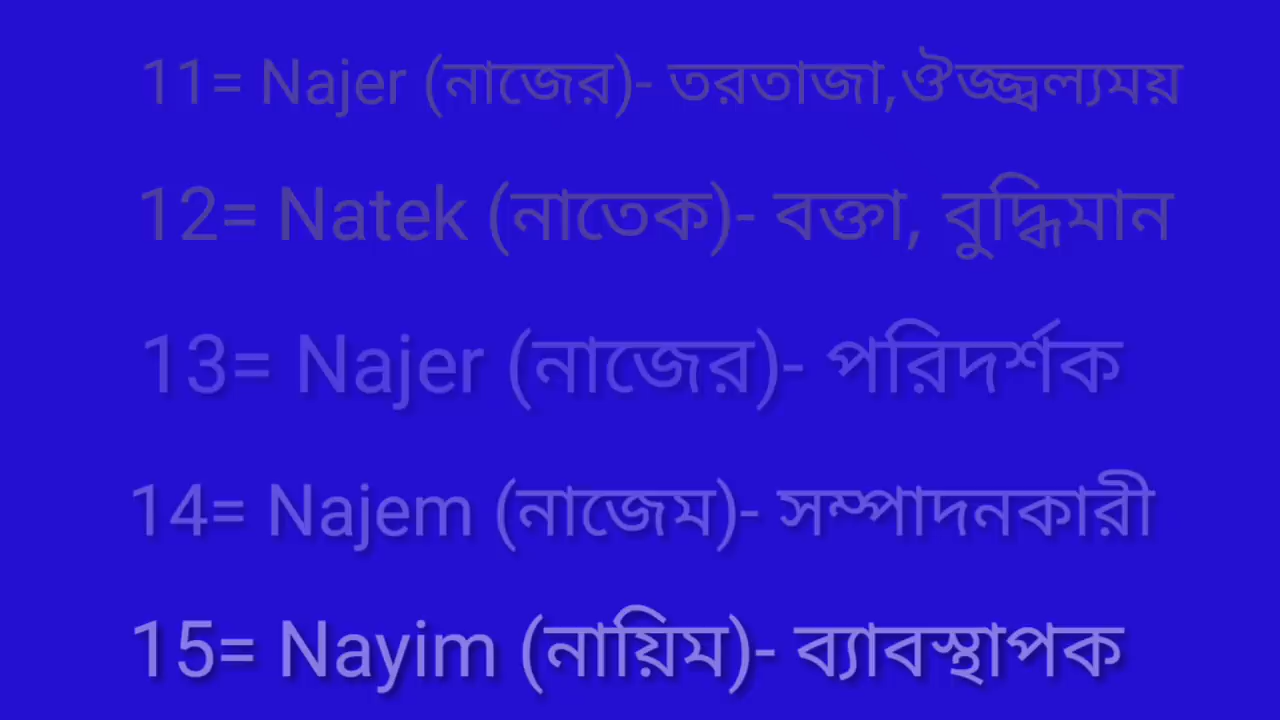 11= Najer (নাজের)- তরতাজা,ঔজ্জ্বল্যময়
12= Natek (নাতেক)- বক্তা, বুদ্ধিমান
13= Najer (নাজের)- পরিদর্শক
14= Najem (নাজেম)- সম্পাদনকারী
15= Nayim (নায়িম)- ব্যাবস্থাপক